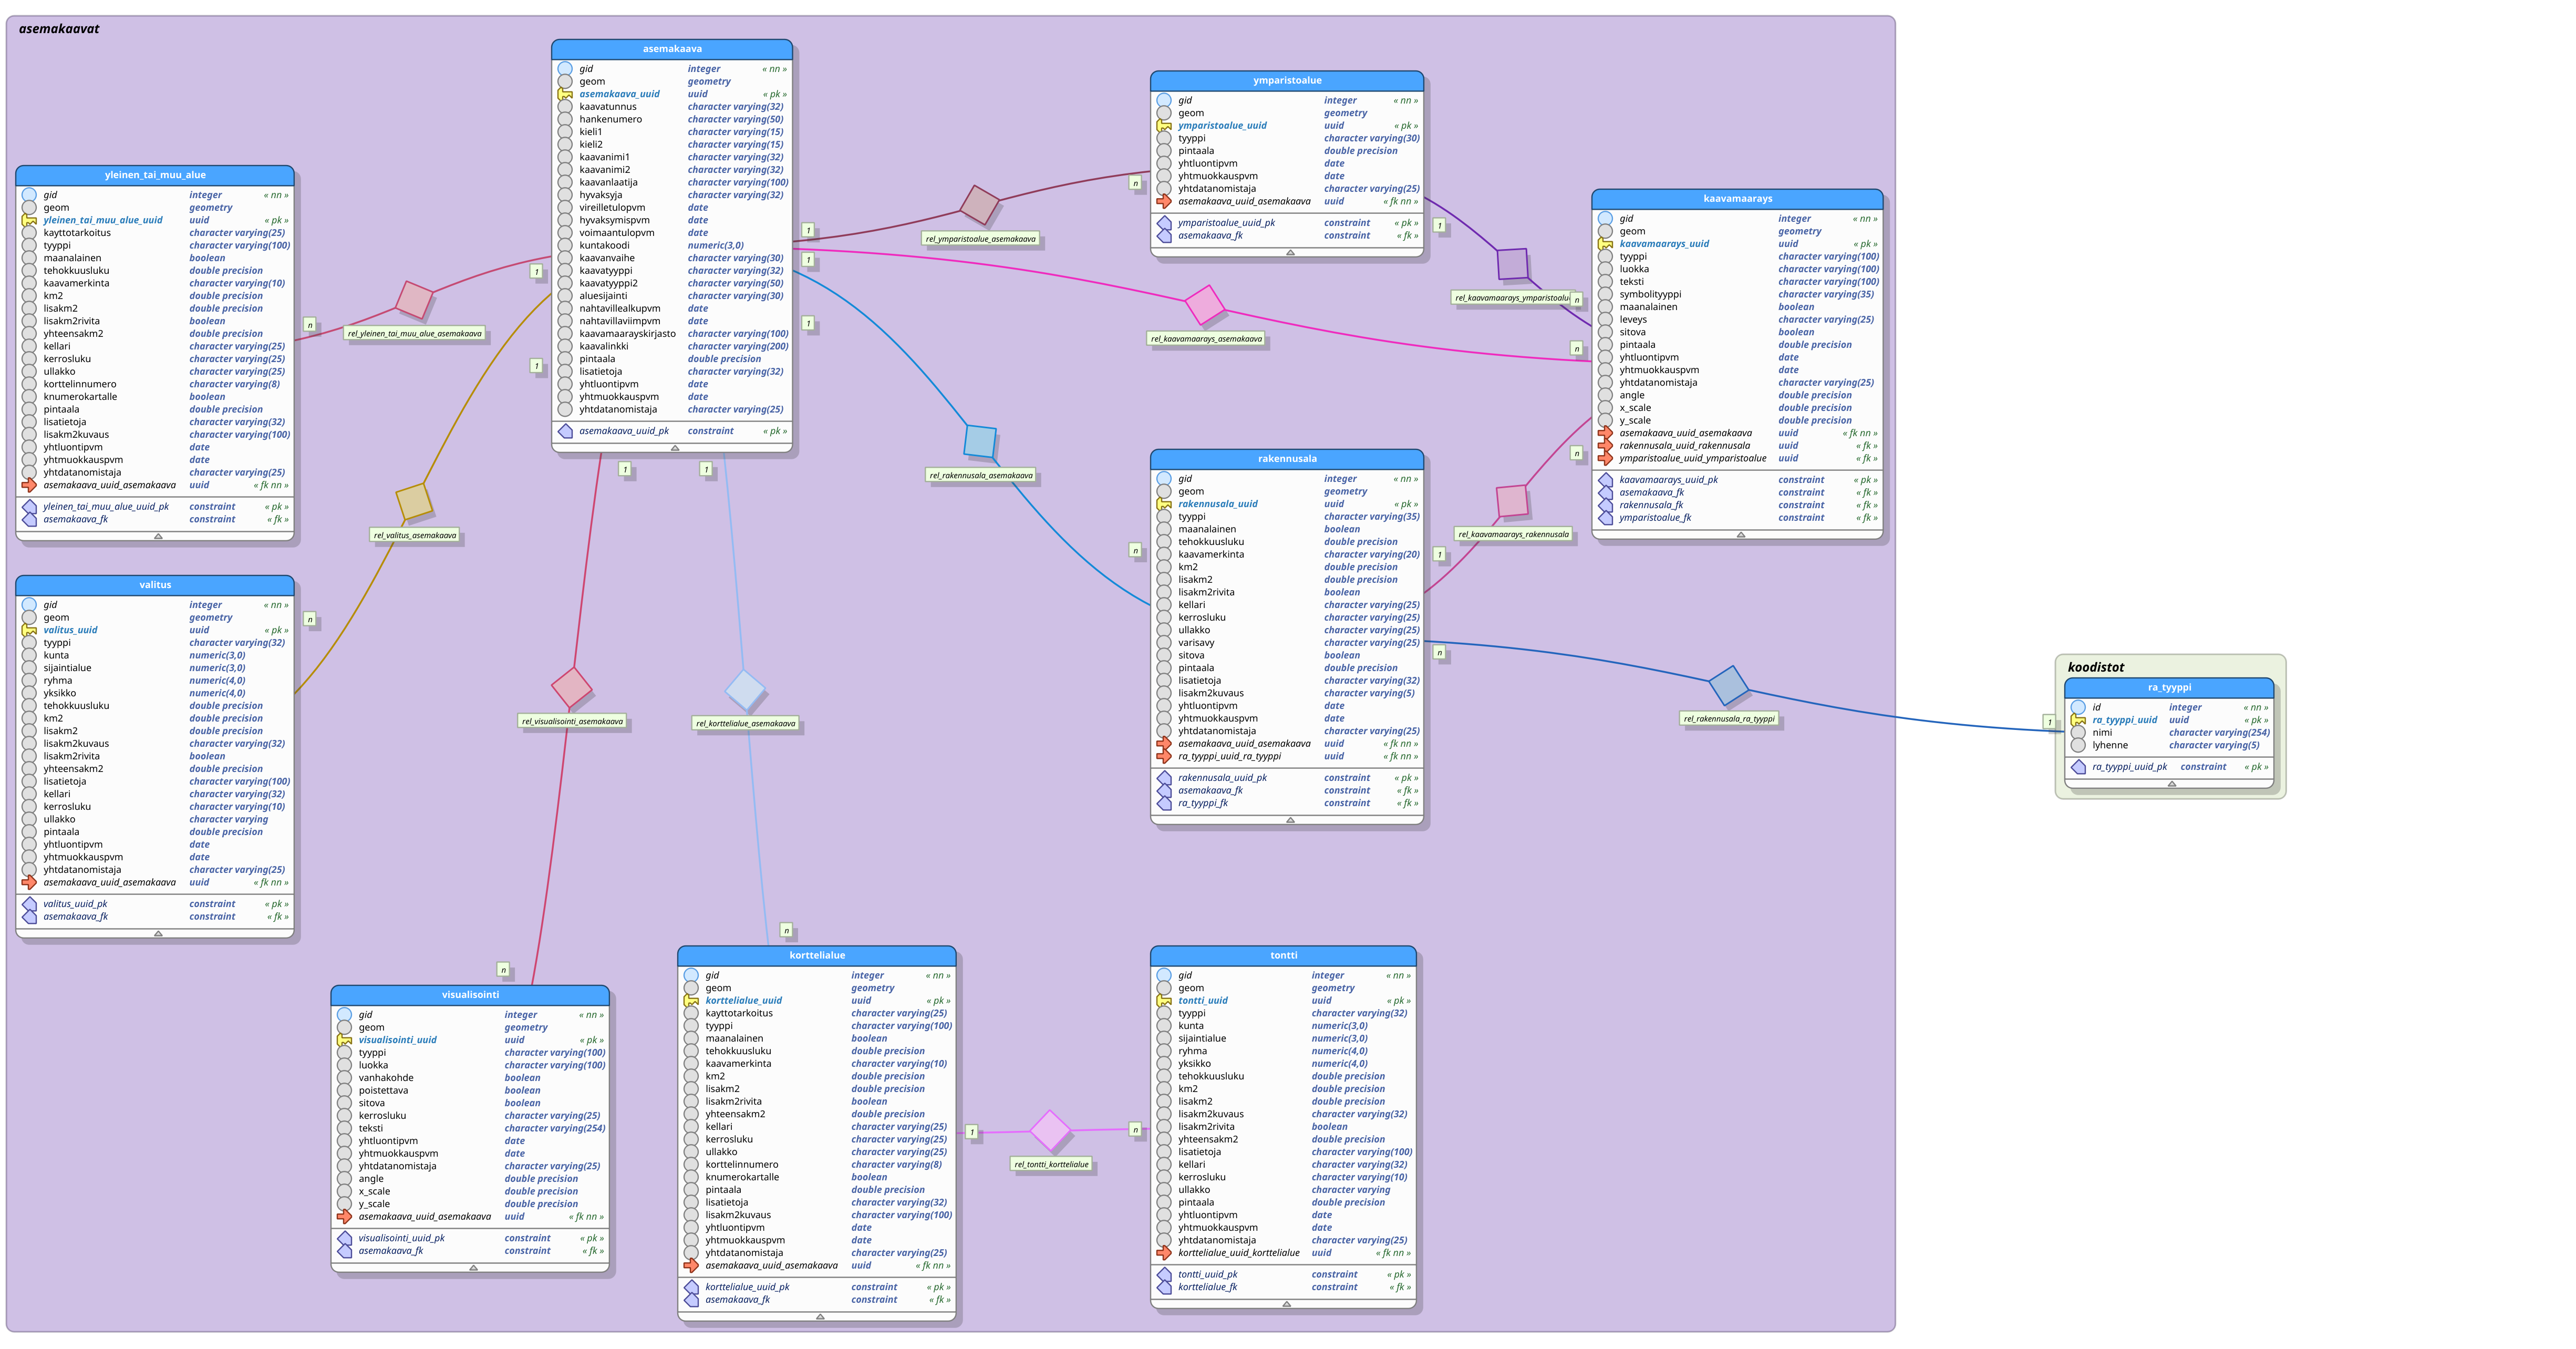 asemakaavat
asemakaava
gid integer « nn »
geom geometry
asemakaava_uuid uuid « pk »
kaavatunnus character varying(32)
hankenumero character varying(50)
kieli1 character varying(15)
kieli2 character varying(15)
kaavanimi1 character varying(32)
kaavanimi2 character varying(32)
kaavanlaatija character varying(100)
hyvaksyja character varying(32)
vireilletulopvm date
hyvaksymispvm date
voimaantulopvm date
kuntakoodi numeric(3,0)
kaavanvaihe character varying(30)
kaavatyyppi character varying(32)
kaavatyyppi2 character varying(50)
aluesijainti character varying(30)
nahtavillealkupvm date
nahtavillaviimpvm date
kaavamaarayskirjasto character varying(100)
kaavalinkki character varying(200)
pintaala double precision
lisatietoja character varying(32)
yhtluontipvm date
yhtmuokkauspvm date
yhtdatanomistaja character varying(25)
asemakaava_uuid_pk constraint « pk »
ymparistoalue
gid integer « nn »
geom geometry
ymparistoalue_uuid uuid « pk »
tyyppi character varying(30)
pintaala double precision
yhtluontipvm date
yhtmuokkauspvm date
yhtdatanomistaja character varying(25)
asemakaava_uuid_asemakaava uuid « fk nn »
ymparistoalue_uuid_pk constraint « pk »
asemakaava_fk constraint « fk »
yleinen_tai_muu_alue
gid integer « nn »
geom geometry
yleinen_tai_muu_alue_uuid uuid « pk »
kayttotarkoitus character varying(25)
tyyppi character varying(100)
maanalainen boolean
tehokkuusluku double precision
kaavamerkinta character varying(10)
km2 double precision
lisakm2 double precision
lisakm2rivita boolean
yhteensakm2 double precision
kellari character varying(25)
kerrosluku character varying(25)
ullakko character varying(25)
korttelinnumero character varying(8)
knumerokartalle boolean
pintaala double precision
lisatietoja character varying(32)
lisakm2kuvaus character varying(100)
yhtluontipvm date
yhtmuokkauspvm date
yhtdatanomistaja character varying(25)
asemakaava_uuid_asemakaava uuid « fk nn »
yleinen_tai_muu_alue_uuid_pk constraint « pk »
asemakaava_fk constraint « fk »
kaavamaarays
gid integer « nn »
geom geometry
kaavamaarays_uuid uuid « pk »
tyyppi character varying(100)
luokka character varying(100)
teksti character varying(100)
symbolityyppi character varying(35)
maanalainen boolean
leveys character varying(25)
sitova boolean
pintaala double precision
yhtluontipvm date
yhtmuokkauspvm date
yhtdatanomistaja character varying(25)
angle double precision
x_scale double precision
y_scale double precision
asemakaava_uuid_asemakaava uuid « fk nn »
rakennusala_uuid_rakennusala uuid « fk »
ymparistoalue_uuid_ymparistoalue uuid « fk »
kaavamaarays_uuid_pk constraint « pk »
asemakaava_fk constraint « fk »
rakennusala_fk constraint « fk »
ymparistoalue_fk constraint « fk »
n
1
1
rel_ymparistoalue_asemakaava
1
1
n
rel_yleinen_tai_muu_alue_asemakaava
1
rel_kaavamaarays_asemakaava
rel_kaavamaarays_ymparistoalue
n
n
1
rakennusala
gid integer « nn »
geom geometry
rakennusala_uuid uuid « pk »
tyyppi character varying(35)
maanalainen boolean
tehokkuusluku double precision
kaavamerkinta character varying(20)
km2 double precision
lisakm2 double precision
lisakm2rivita boolean
kellari character varying(25)
kerrosluku character varying(25)
ullakko character varying(25)
varisavy character varying(25)
sitova boolean
pintaala double precision
lisatietoja character varying(32)
lisakm2kuvaus character varying(5)
yhtluontipvm date
yhtmuokkauspvm date
yhtdatanomistaja character varying(25)
asemakaava_uuid_asemakaava uuid « fk nn »
ra_tyyppi_uuid_ra_tyyppi uuid « fk nn »
rakennusala_uuid_pk constraint « pk »
asemakaava_fk constraint « fk »
ra_tyyppi_fk constraint « fk »
n
1
1
rel_rakennusala_asemakaava
rel_valitus_asemakaava
rel_kaavamaarays_rakennusala
n
1
valitus
gid integer « nn »
geom geometry
valitus_uuid uuid « pk »
tyyppi character varying(32)
kunta numeric(3,0)
sijaintialue numeric(3,0)
ryhma numeric(4,0)
yksikko numeric(4,0)
tehokkuusluku double precision
km2 double precision
lisakm2 double precision
lisakm2kuvaus character varying(32)
lisakm2rivita boolean
yhteensakm2 double precision
lisatietoja character varying(100)
kellari character varying(32)
kerrosluku character varying(10)
ullakko character varying
pintaala double precision
yhtluontipvm date
yhtmuokkauspvm date
yhtdatanomistaja character varying(25)
asemakaava_uuid_asemakaava uuid « fk nn »
valitus_uuid_pk constraint « pk »
asemakaava_fk constraint « fk »
n
n
koodistot
ra_tyyppi
id integer « nn »
ra_tyyppi_uuid uuid « pk »
nimi character varying(254)
lyhenne character varying(5)
ra_tyyppi_uuid_pk constraint « pk »
1
rel_rakennusala_ra_tyyppi
rel_visualisointi_asemakaava
rel_korttelialue_asemakaava
n
n
visualisointi
gid integer « nn »
geom geometry
visualisointi_uuid uuid « pk »
tyyppi character varying(100)
luokka character varying(100)
vanhakohde boolean
poistettava boolean
sitova boolean
kerrosluku character varying(25)
teksti character varying(254)
yhtluontipvm date
yhtmuokkauspvm date
yhtdatanomistaja character varying(25)
angle double precision
x_scale double precision
y_scale double precision
asemakaava_uuid_asemakaava uuid « fk nn »
visualisointi_uuid_pk constraint « pk »
asemakaava_fk constraint « fk »
korttelialue
gid integer « nn »
geom geometry
korttelialue_uuid uuid « pk »
kayttotarkoitus character varying(25)
tyyppi character varying(100)
maanalainen boolean
tehokkuusluku double precision
kaavamerkinta character varying(10)
km2 double precision
lisakm2 double precision
lisakm2rivita boolean
yhteensakm2 double precision
kellari character varying(25)
kerrosluku character varying(25)
ullakko character varying(25)
korttelinnumero character varying(8)
knumerokartalle boolean
pintaala double precision
lisatietoja character varying(32)
lisakm2kuvaus character varying(100)
yhtluontipvm date
yhtmuokkauspvm date
yhtdatanomistaja character varying(25)
asemakaava_uuid_asemakaava uuid « fk nn »
korttelialue_uuid_pk constraint « pk »
asemakaava_fk constraint « fk »
1
n
rel_tontti_korttelialue
tontti
gid integer « nn »
geom geometry
tontti_uuid uuid « pk »
tyyppi character varying(32)
kunta numeric(3,0)
sijaintialue numeric(3,0)
ryhma numeric(4,0)
yksikko numeric(4,0)
tehokkuusluku double precision
km2 double precision
lisakm2 double precision
lisakm2kuvaus character varying(32)
lisakm2rivita boolean
yhteensakm2 double precision
lisatietoja character varying(100)
kellari character varying(32)
kerrosluku character varying(10)
ullakko character varying
pintaala double precision
yhtluontipvm date
yhtmuokkauspvm date
yhtdatanomistaja character varying(25)
korttelialue_uuid_korttelialue uuid « fk nn »
tontti_uuid_pk constraint « pk »
korttelialue_fk constraint « fk »